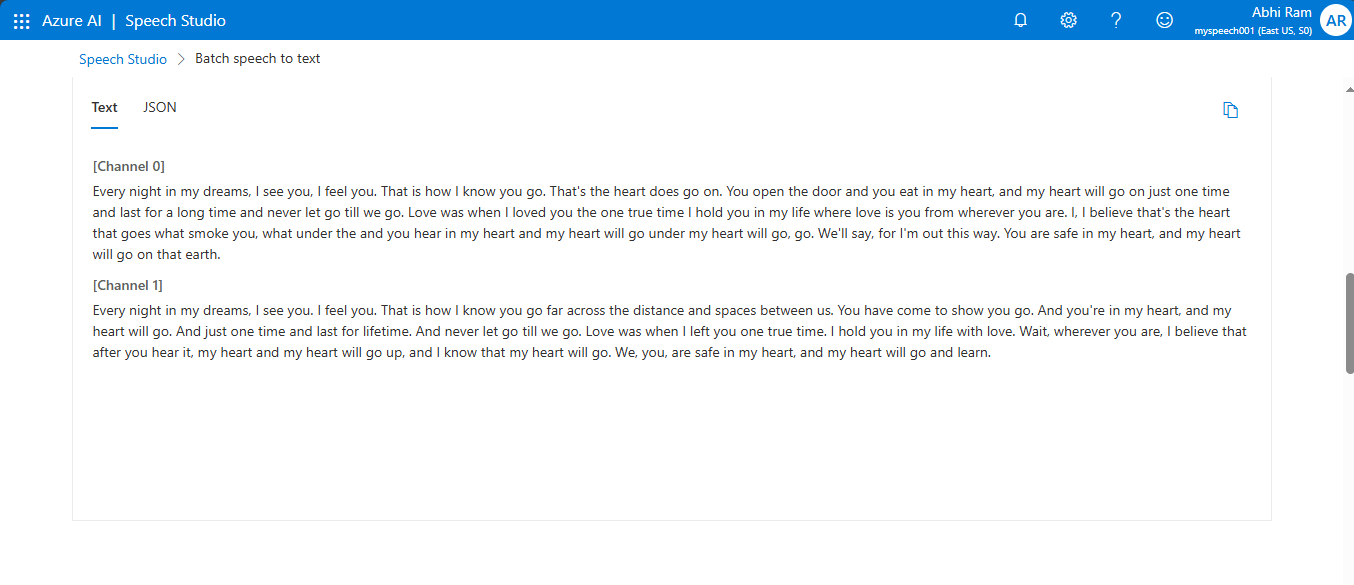 Azure AI | Speech Studio
Abhi Ram
myspeech001 (East US, S0)
AR
Speech Studio > Batch speech to text
Text JSON
[Channel 0]
Every night in my dreams, I see you, I feel you. That is how I know you go. That's the heart does go on. You open the door and you eat in my heart, and my heart will go on just one time
and last for a long time and never let go till we go. Love was when I loved you the one true time I hold you in my life where love is you from wherever you are. I, I believe that's the heart
that goes what smoke you, what under the and you hear in my heart and my heart will go under my heart will go, go. We'll say, for I'm out this way. You are safe in my heart, and my heart
will go on that earth.
[Channel 1]
Every night in my dreams, I see you. I feel you. That is how I know you go far across the distance and spaces between us. You have come to show you go. And you're in my heart, and my
heart will go. And just one time and last for lifetime. And never let go till we go. Love was when I left you one true time. I hold you in my life with love. Wait, wherever you are, I believe that
after you hear it, my heart and my heart will go up, and I know that my heart will go. We, you, are safe in my heart, and my heart will go and learn.